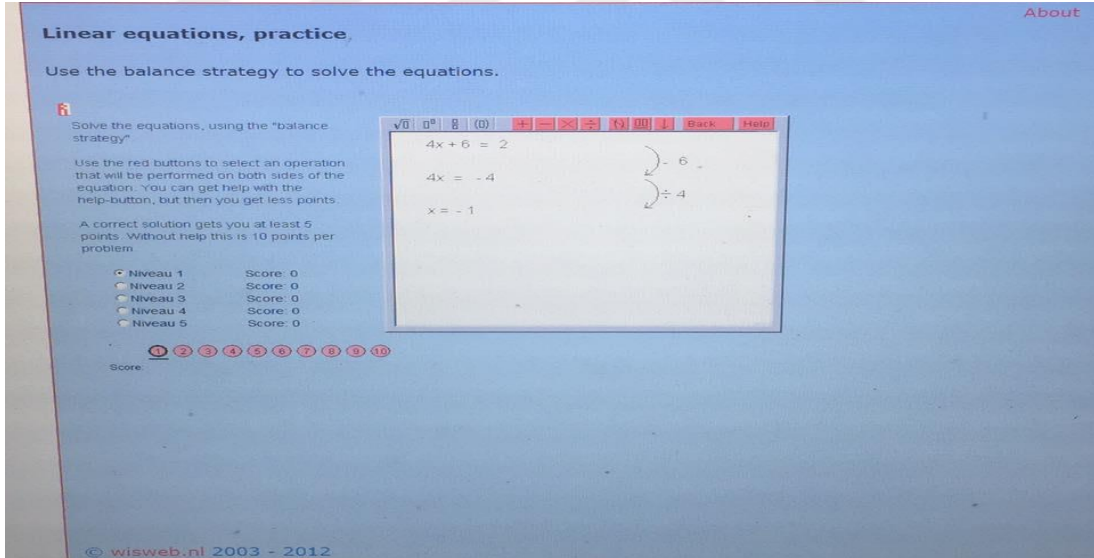 About
Linear equations, practice
Use the balance strategy to solve the equations.
Solve the equations, using the "balance
strategy"
Use the red buttons to select an operation
that will be performed on both sides of the
equation. You can get help with the
help-button, but then you get less points.
A correct solution gets you at least 5
points. Without help this is 10 points per
problem
Niveau 1 Score: 0
Niveau 2 Score: 0
Niveau 3 Score: 0
Niveau 4 Score: 0
Niveau 5 Score: 0
1 2 3 4 5 6 7 8 9 10
Score:
+ - × ÷ Back Help
4x + 6 = 2
- 6
4x = - 4
÷ 4
x = - 1
© wisweb.nl 2003 - 2012